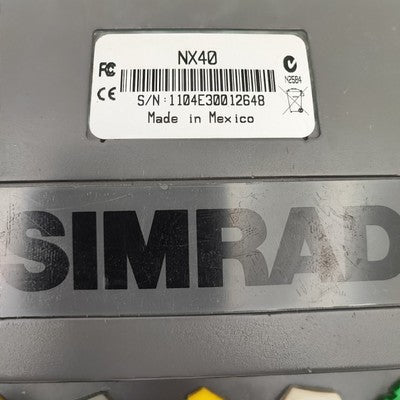 NX40
FC
CE
N2584
S/N:1104E30012648
Made in Mexico
SIMRAD